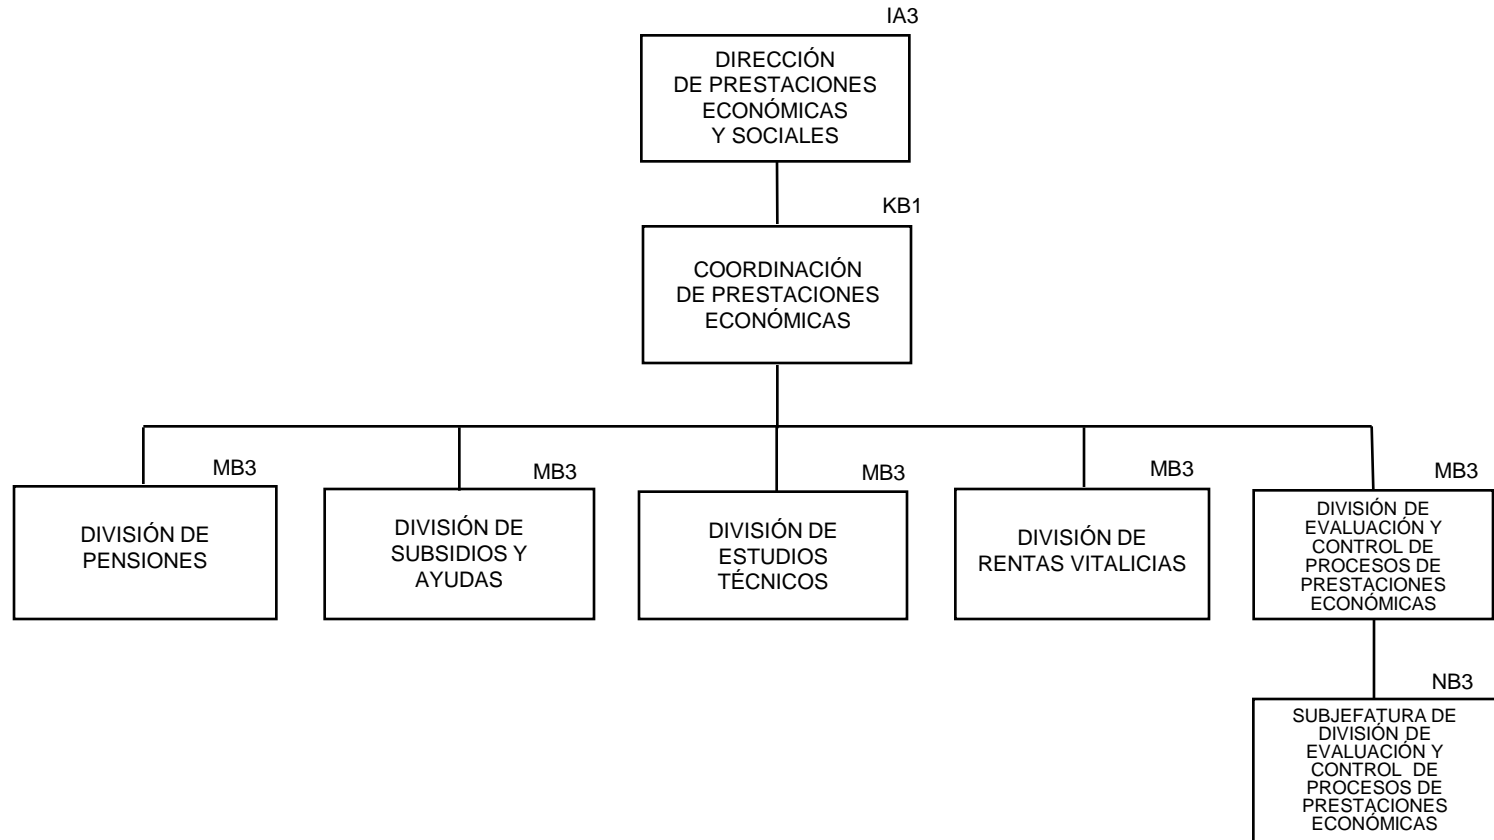 IA3
DIRECCIÓN
DE PRESTACIONES
ECONÓMICAS
Y SOCIALES
KB1
COORDINACIÓN
DE PRESTACIONES
ECONÓMICAS
MB3
DIVISIÓN DE
PENSIONES
MB3
DIVISIÓN DE
SUBSIDIOS Y
AYUDAS
MB3
DIVISIÓN DE
ESTUDIOS
TÉCNICOS
MB3
DIVISIÓN DE
RENTAS VITALICIAS
MB3
DIVISIÓN DE
EVALUACIÓN Y
CONTROL DE
PROCESOS DE
PRESTACIONES
ECONÓMICAS
NB3
SUBJEFATURA DE
DIVISIÓN DE
EVALUACIÓN Y
CONTROL DE
PROCESOS DE
PRESTACIONES
ECONÓMICAS